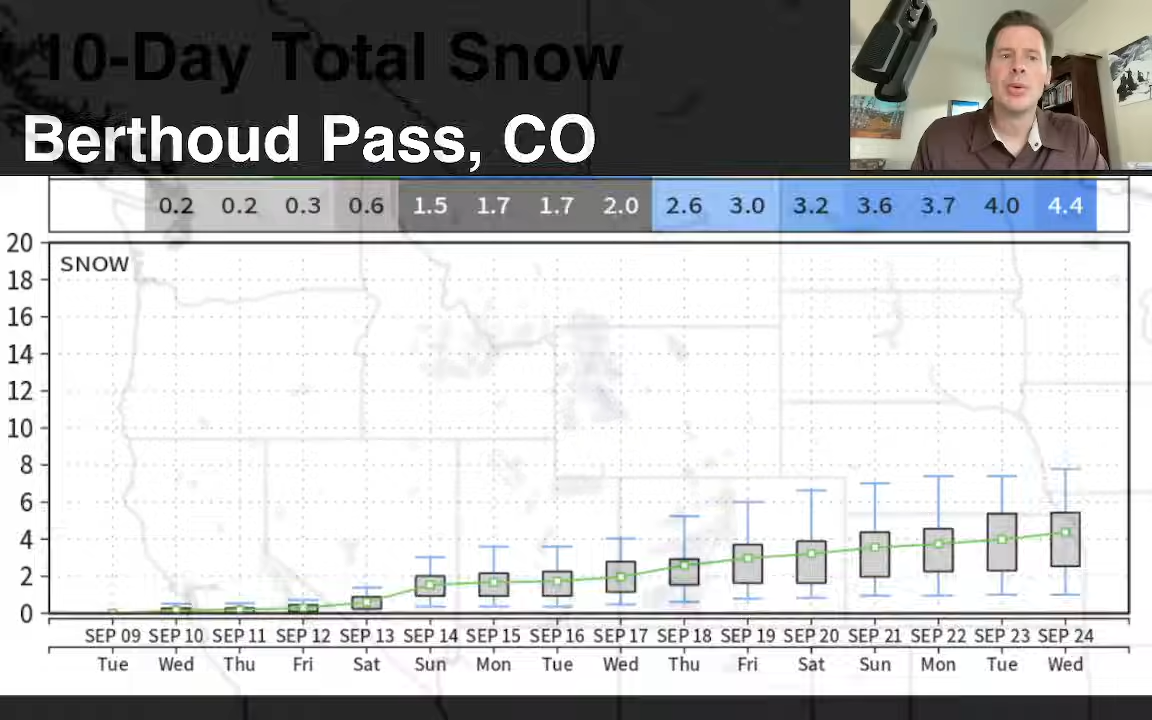 10-Day Total Snow
Berthoud Pass, CO
0.2 0.2 0.3 0.6 1.5 1.7 1.7 2.0 2.6 3.0 3.2 3.6 3.7 4.0 4.4
SNOW
20
18
16
14
12
10
8
6
4
2
0
SEP 09 SEP 10 SEP 11 SEP 12 SEP 13 SEP 14 SEP 15 SEP 16 SEP 17 SEP 18 SEP 19 SEP 20 SEP 21 SEP 22 SEP 23 SEP 24
Tue Wed Thu Fri Sat Sun Mon Tue Wed Thu Fri Sat Sun Mon Tue Wed